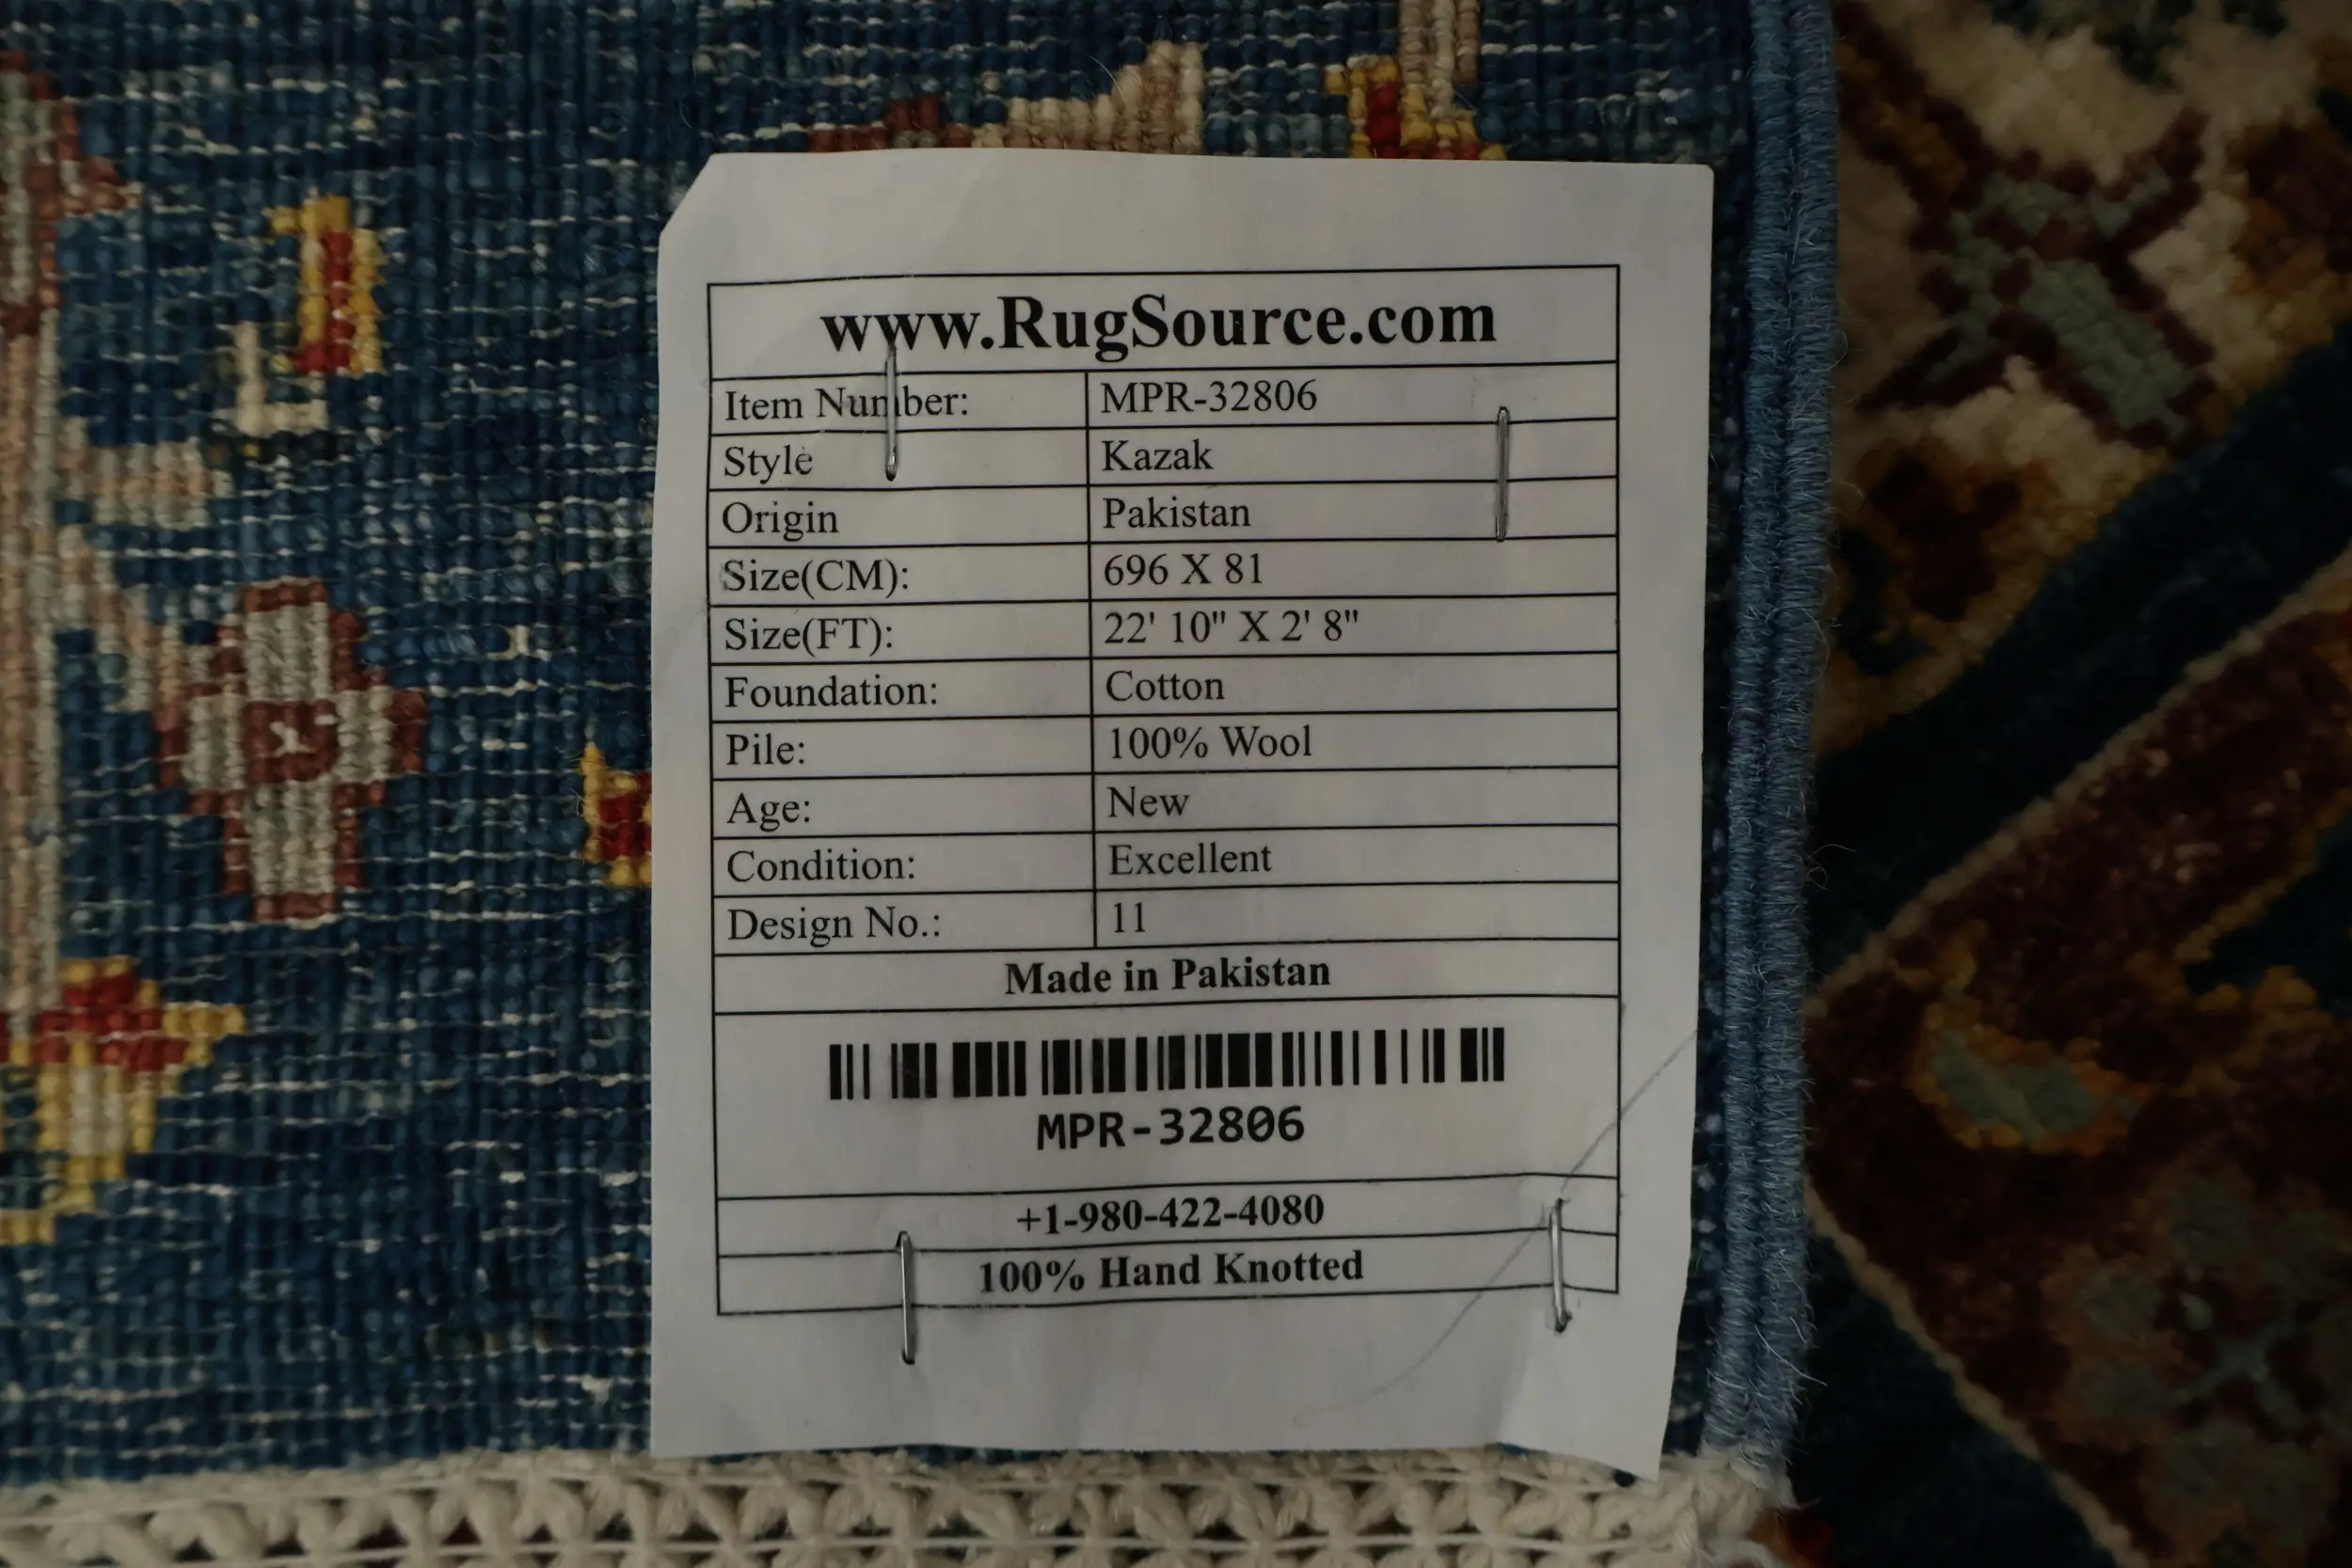 www.RugSource.com
Item Number: MPR-32806
Style Kazak
Origin Pakistan
Size(CM): 696 X 81
Size(FT): 22' 10" X 2' 8"
Foundation: Cotton
Pile: 100% Wool
Age: New
Condition: Excellent
Design No.: 11
Made in Pakistan
MPR-32806
+1-980-422-4080
100% Hand Knotted